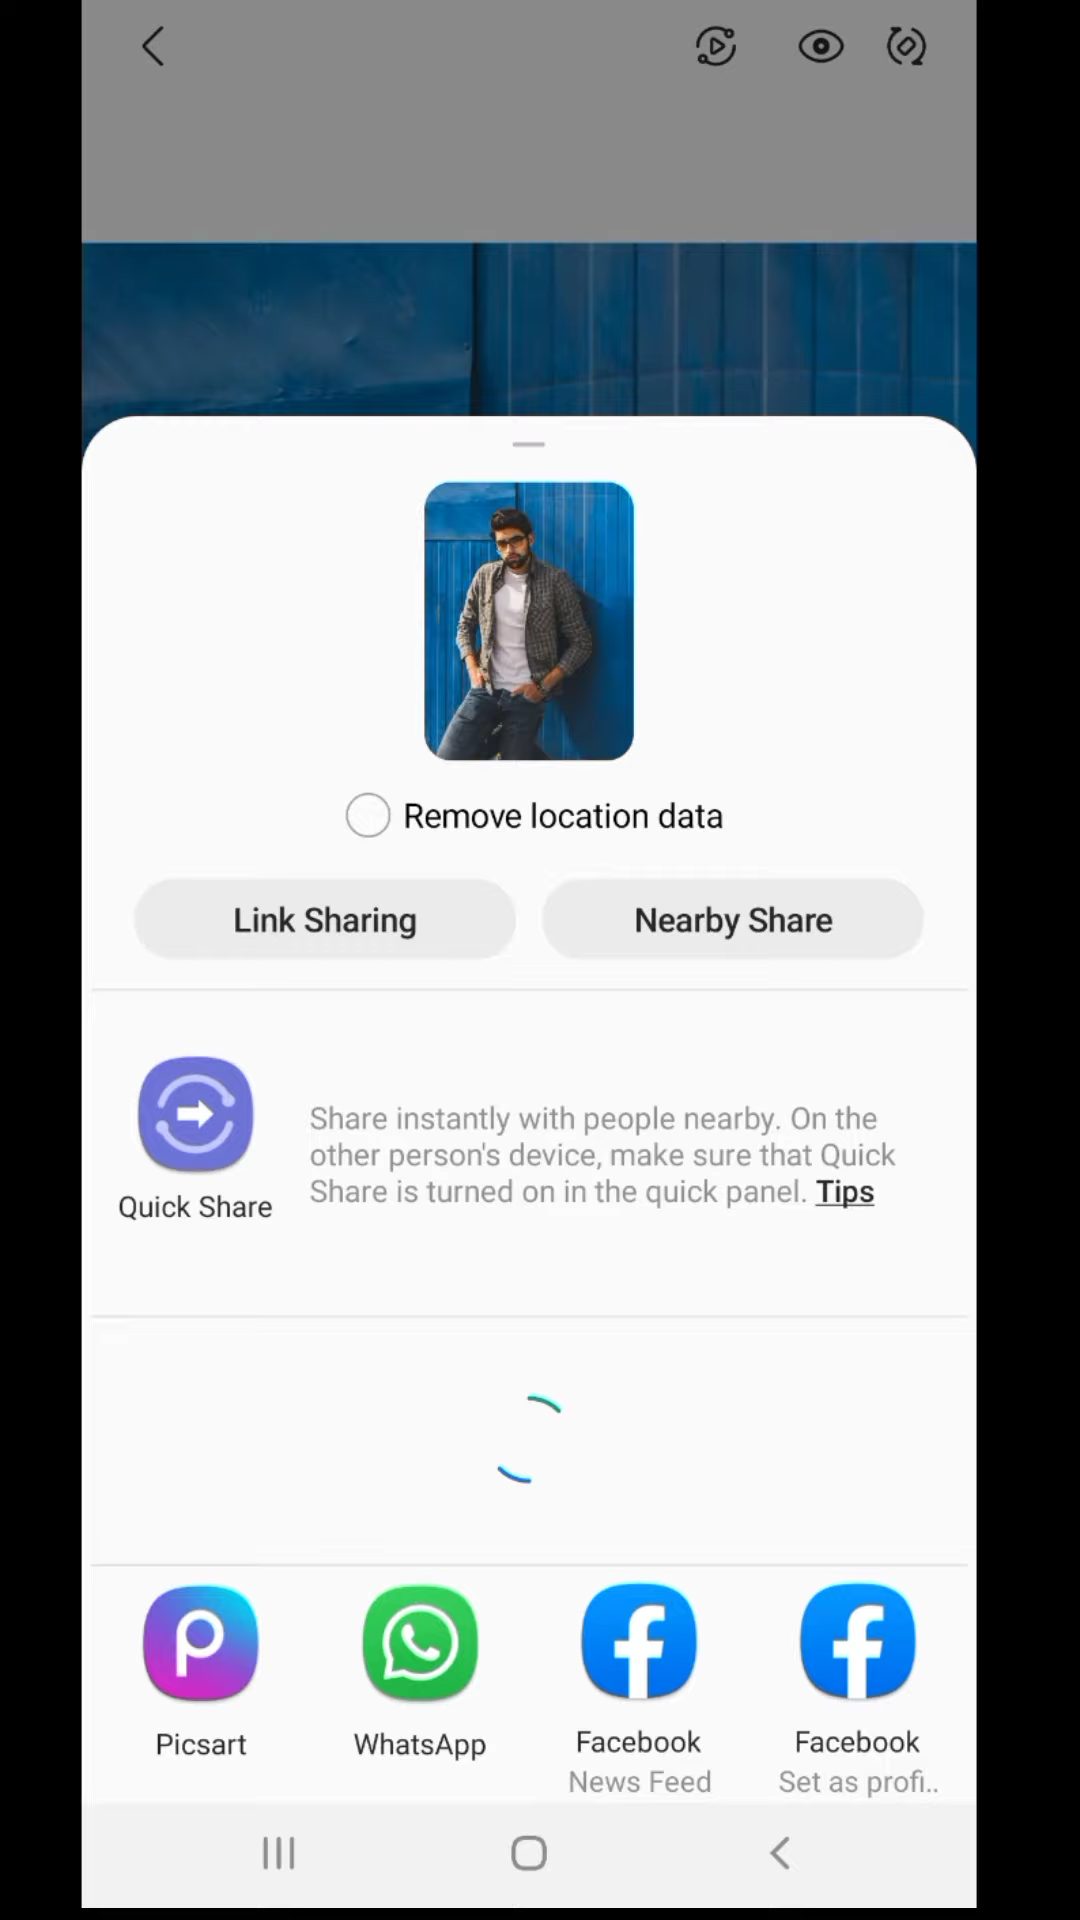 Remove location data
Link Sharing
Nearby Share
Share instantly with people nearby. On the
other person's device, make sure that Quick
Share is turned on in the quick panel. Tips
Quick Share
Picsart
WhatsApp
Facebook
News Feed
Facebook
Set as profi..